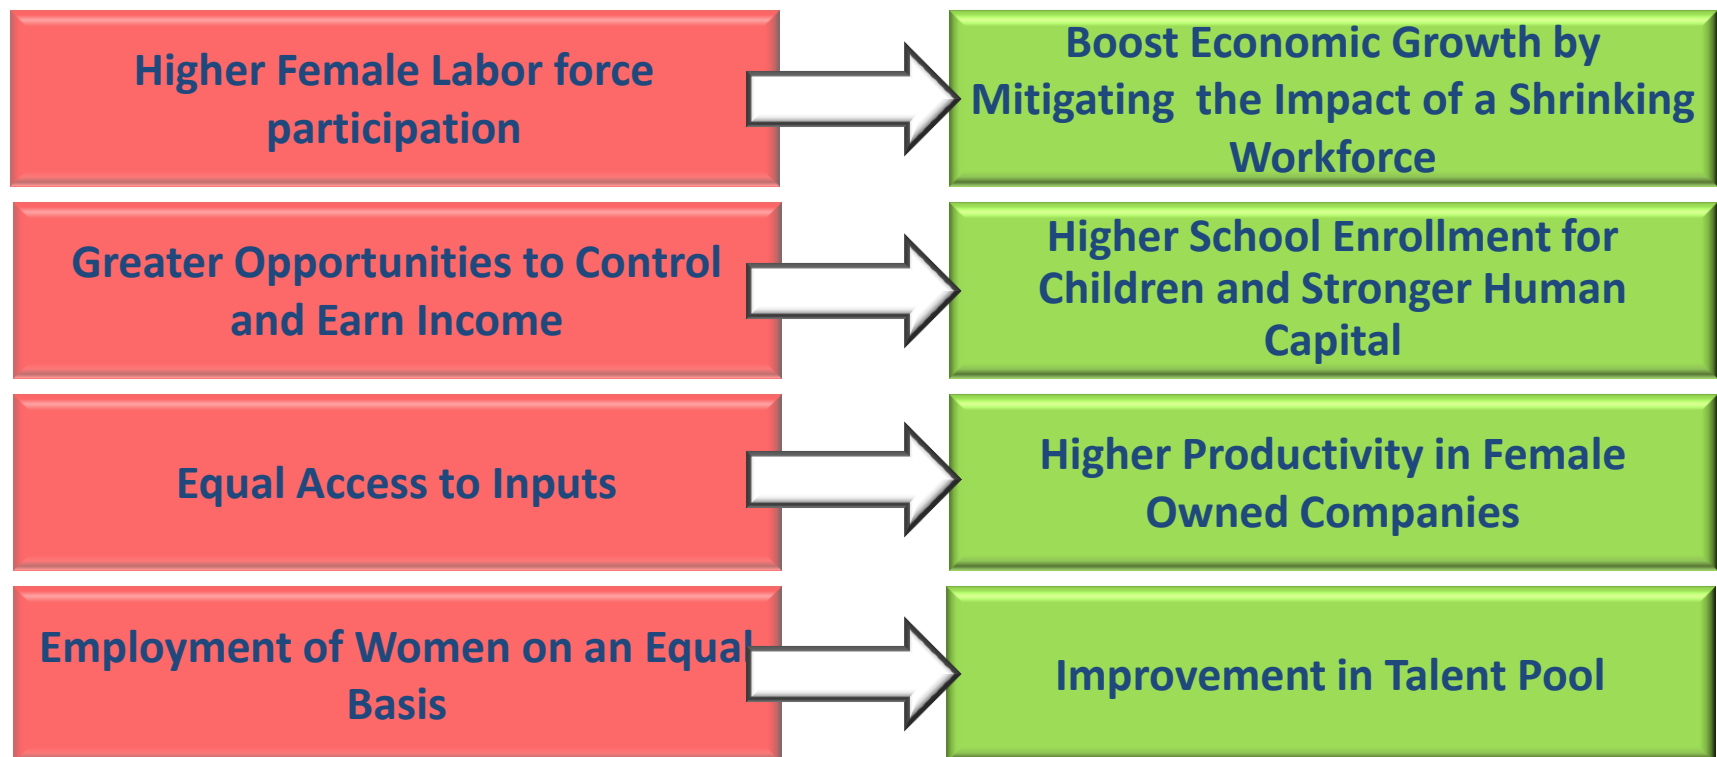 Higher Female Labor force
participation
Boost Economic Growth by
Mitigating  the Impact of a Shrinking
Workforce
Greater Opportunities to Control
and Earn Income
Higher School Enrollment for
Children and Stronger Human
Capital
Equal Access to Inputs
Higher Productivity in Female
Owned Companies
Employment of Women on an Equal
Basis
Improvement in Talent Pool